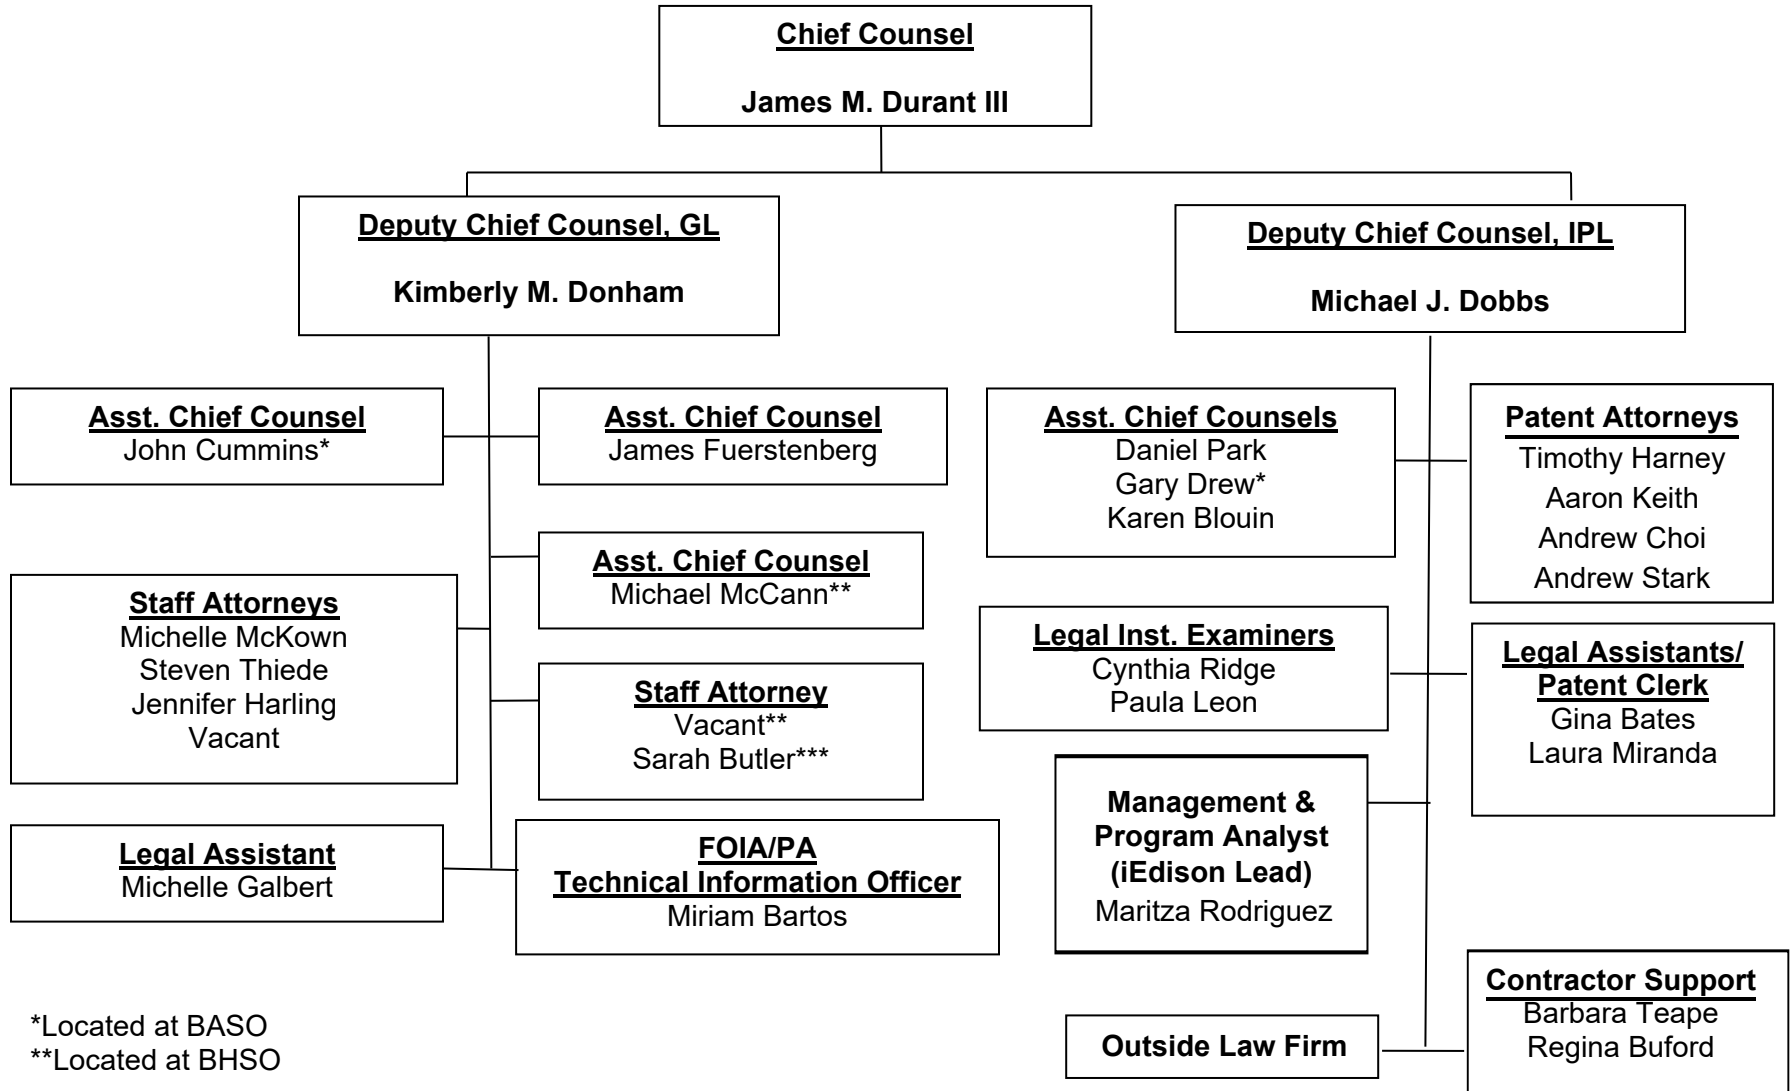 Chief Counsel
James M. Durant III
Deputy Chief Counsel, GL
Kimberly M. Donham
Deputy Chief Counsel, IPL
Michael J. Dobbs
Asst. Chief Counsel
John Cummins*
Asst. Chief Counsel
James Fuerstenberg
Asst. Chief Counsel
Michael McCann**
Staff Attorneys
Michelle McKown
Steven Thiede
Jennifer Harling
Vacant
Staff Attorney
Vacant**
Sarah Butler***
Legal Assistant
Michelle Galbert
FOIA/PA
Technical Information Officer
Miriam Bartos
Asst. Chief Counsels
Daniel Park
Gary Drew*
Karen Blouin
Patent Attorneys
Timothy Harney
Aaron Keith
Andrew Choi
Andrew Stark
Legal Inst. Examiners
Cynthia Ridge
Paula Leon
Legal Assistants/
Patent Clerk
Gina Bates
Laura Miranda
Management &
Program Analyst
(iEdison Lead)
Maritza Rodriguez
Outside Law Firm
Contractor Support
Barbara Teape
Regina Buford
*Located at BASO
**Located at BHSO